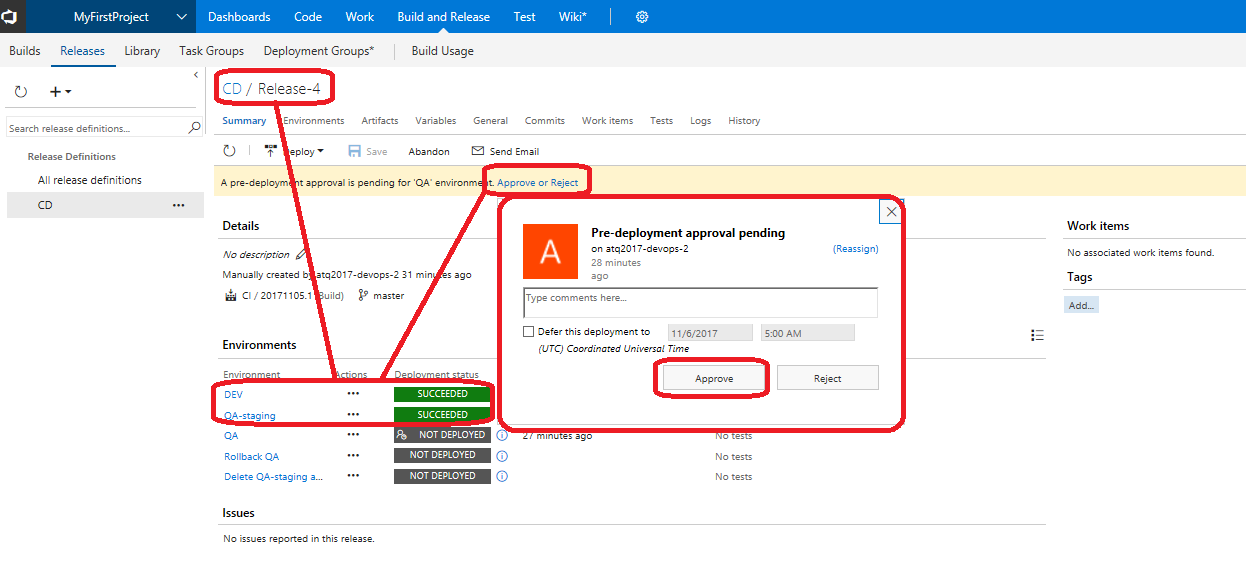 MyFirstProject Dashboards Code Work Build and Release Test Wiki*
Builds Releases Library Task Groups Deployment Groups* Build Usage
CD / Release-4
Summary Environments Artifacts Variables General Commits Work items Tests Logs History
Search release definitions...
eploy Save Abandon Send Email
Release Definitions
All release definitions
CD ...
A pre-deployment approval is pending for 'QA' environment. Approve or Reject
Details
No description
Manually created by atq2017-devops-2 31 minutes ago
CI / 20171105.1 (Build) master
Pre-deployment approval pending
on atq2017-devops-2 (Reassign)
28 minutes
ago
A
Type comments here...
Defer this deployment to 11/6/2017 5:00 AM
(UTC) Coordinated Universal Time
Approve Reject
Work items
No associated work items found.
Tags
Add...
Environments
Environment Actions Deployment status
DEV ... SUCCEEDED
QA-staging ... SUCCEEDED
QA ... NOT DEPLOYED 27 minutes ago No tests
Rollback QA ... NOT DEPLOYED No tests
Delete QA-staging a... ... NOT DEPLOYED No tests
Issues
No issues reported in this release.